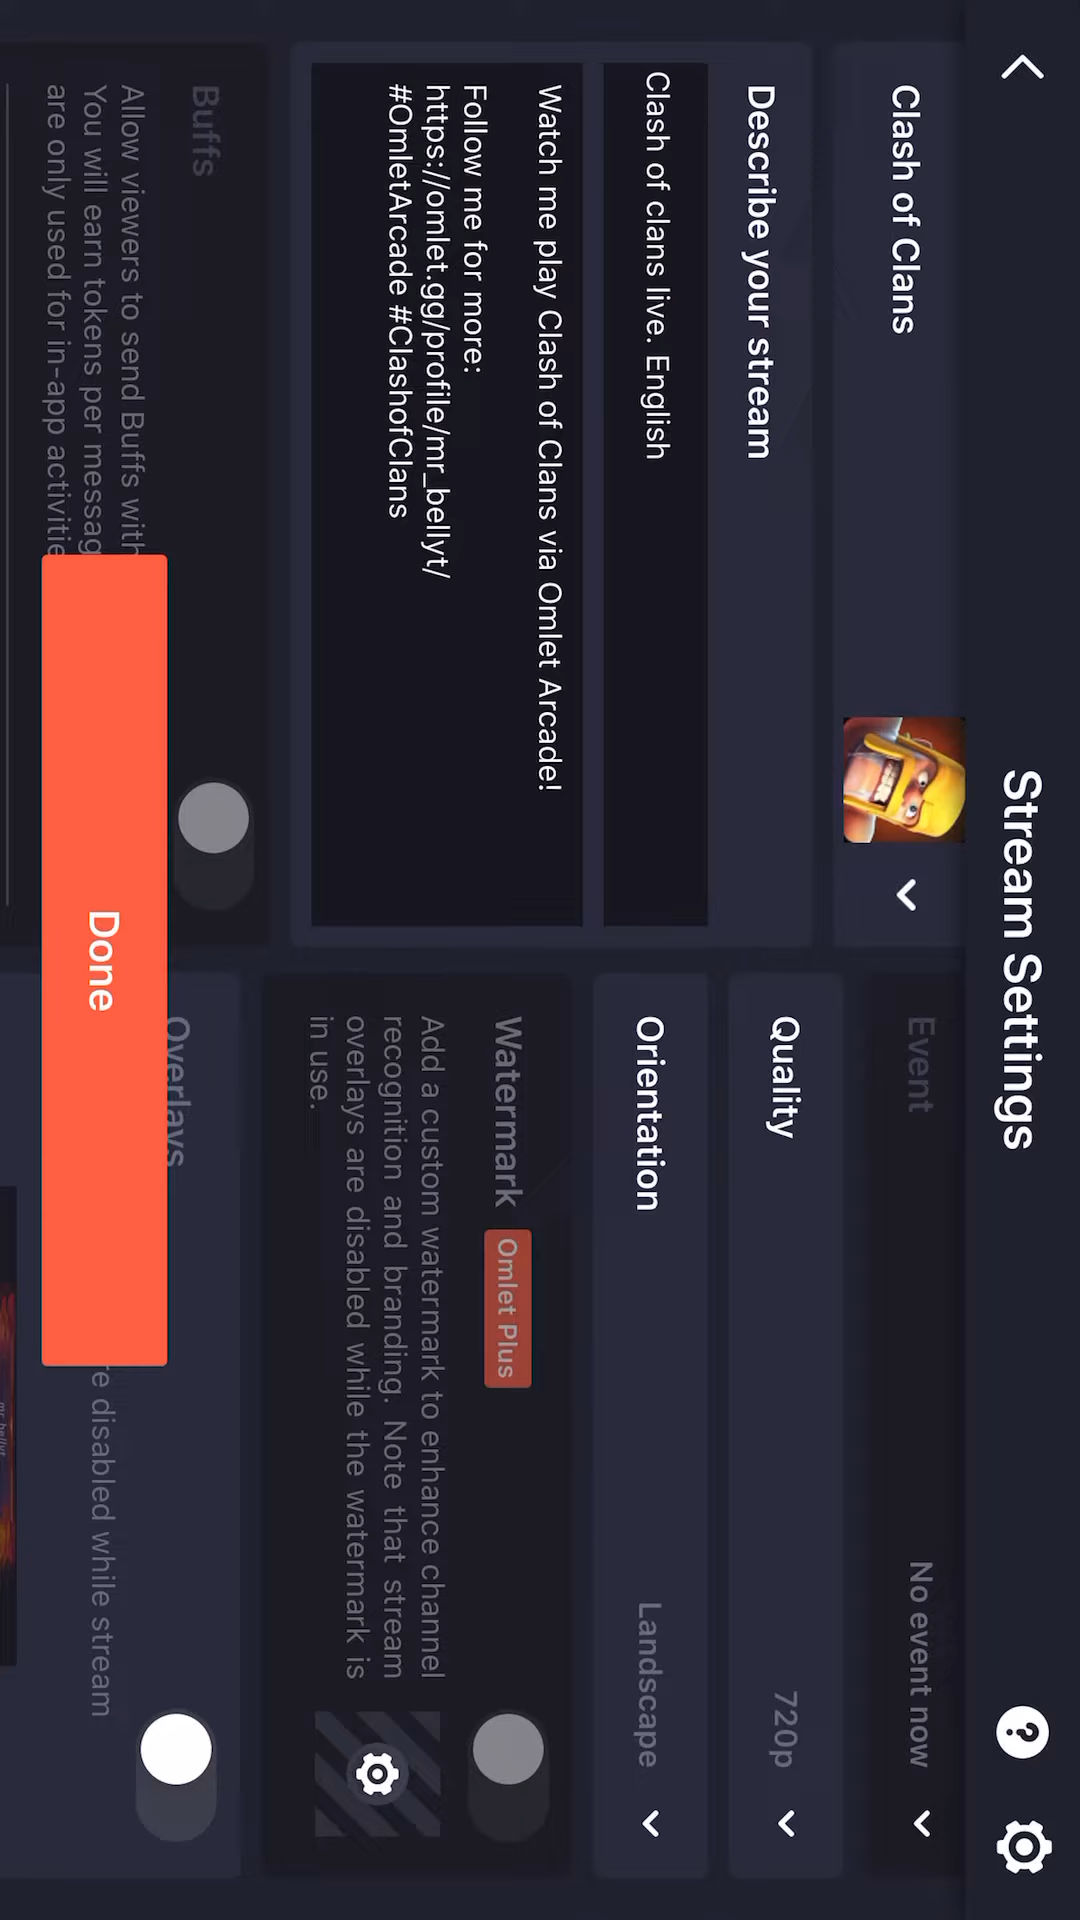 Stream Settings
Clash of Clans
Describe your stream
Clash of clans live. English
Watch me play Clash of Clans via Omlet Arcade!
Follow me for more:
https://omlet.gg/profile/mr_bellyt/
#OmletArcade #ClashofClans
Buffs
Allow viewers to send Buffs with
You will earn tokens per messag
are only used for in-app activitie
Event
No event now
Quality
720p
Orientation
Landscape
Watermark
Omlet Plus
Add a custom watermark to enhance channel
recognition and branding. Note that stream
overlays are disabled while the watermark is
in use.
Overlays
re disabled while stream
mr_bellyt
Done